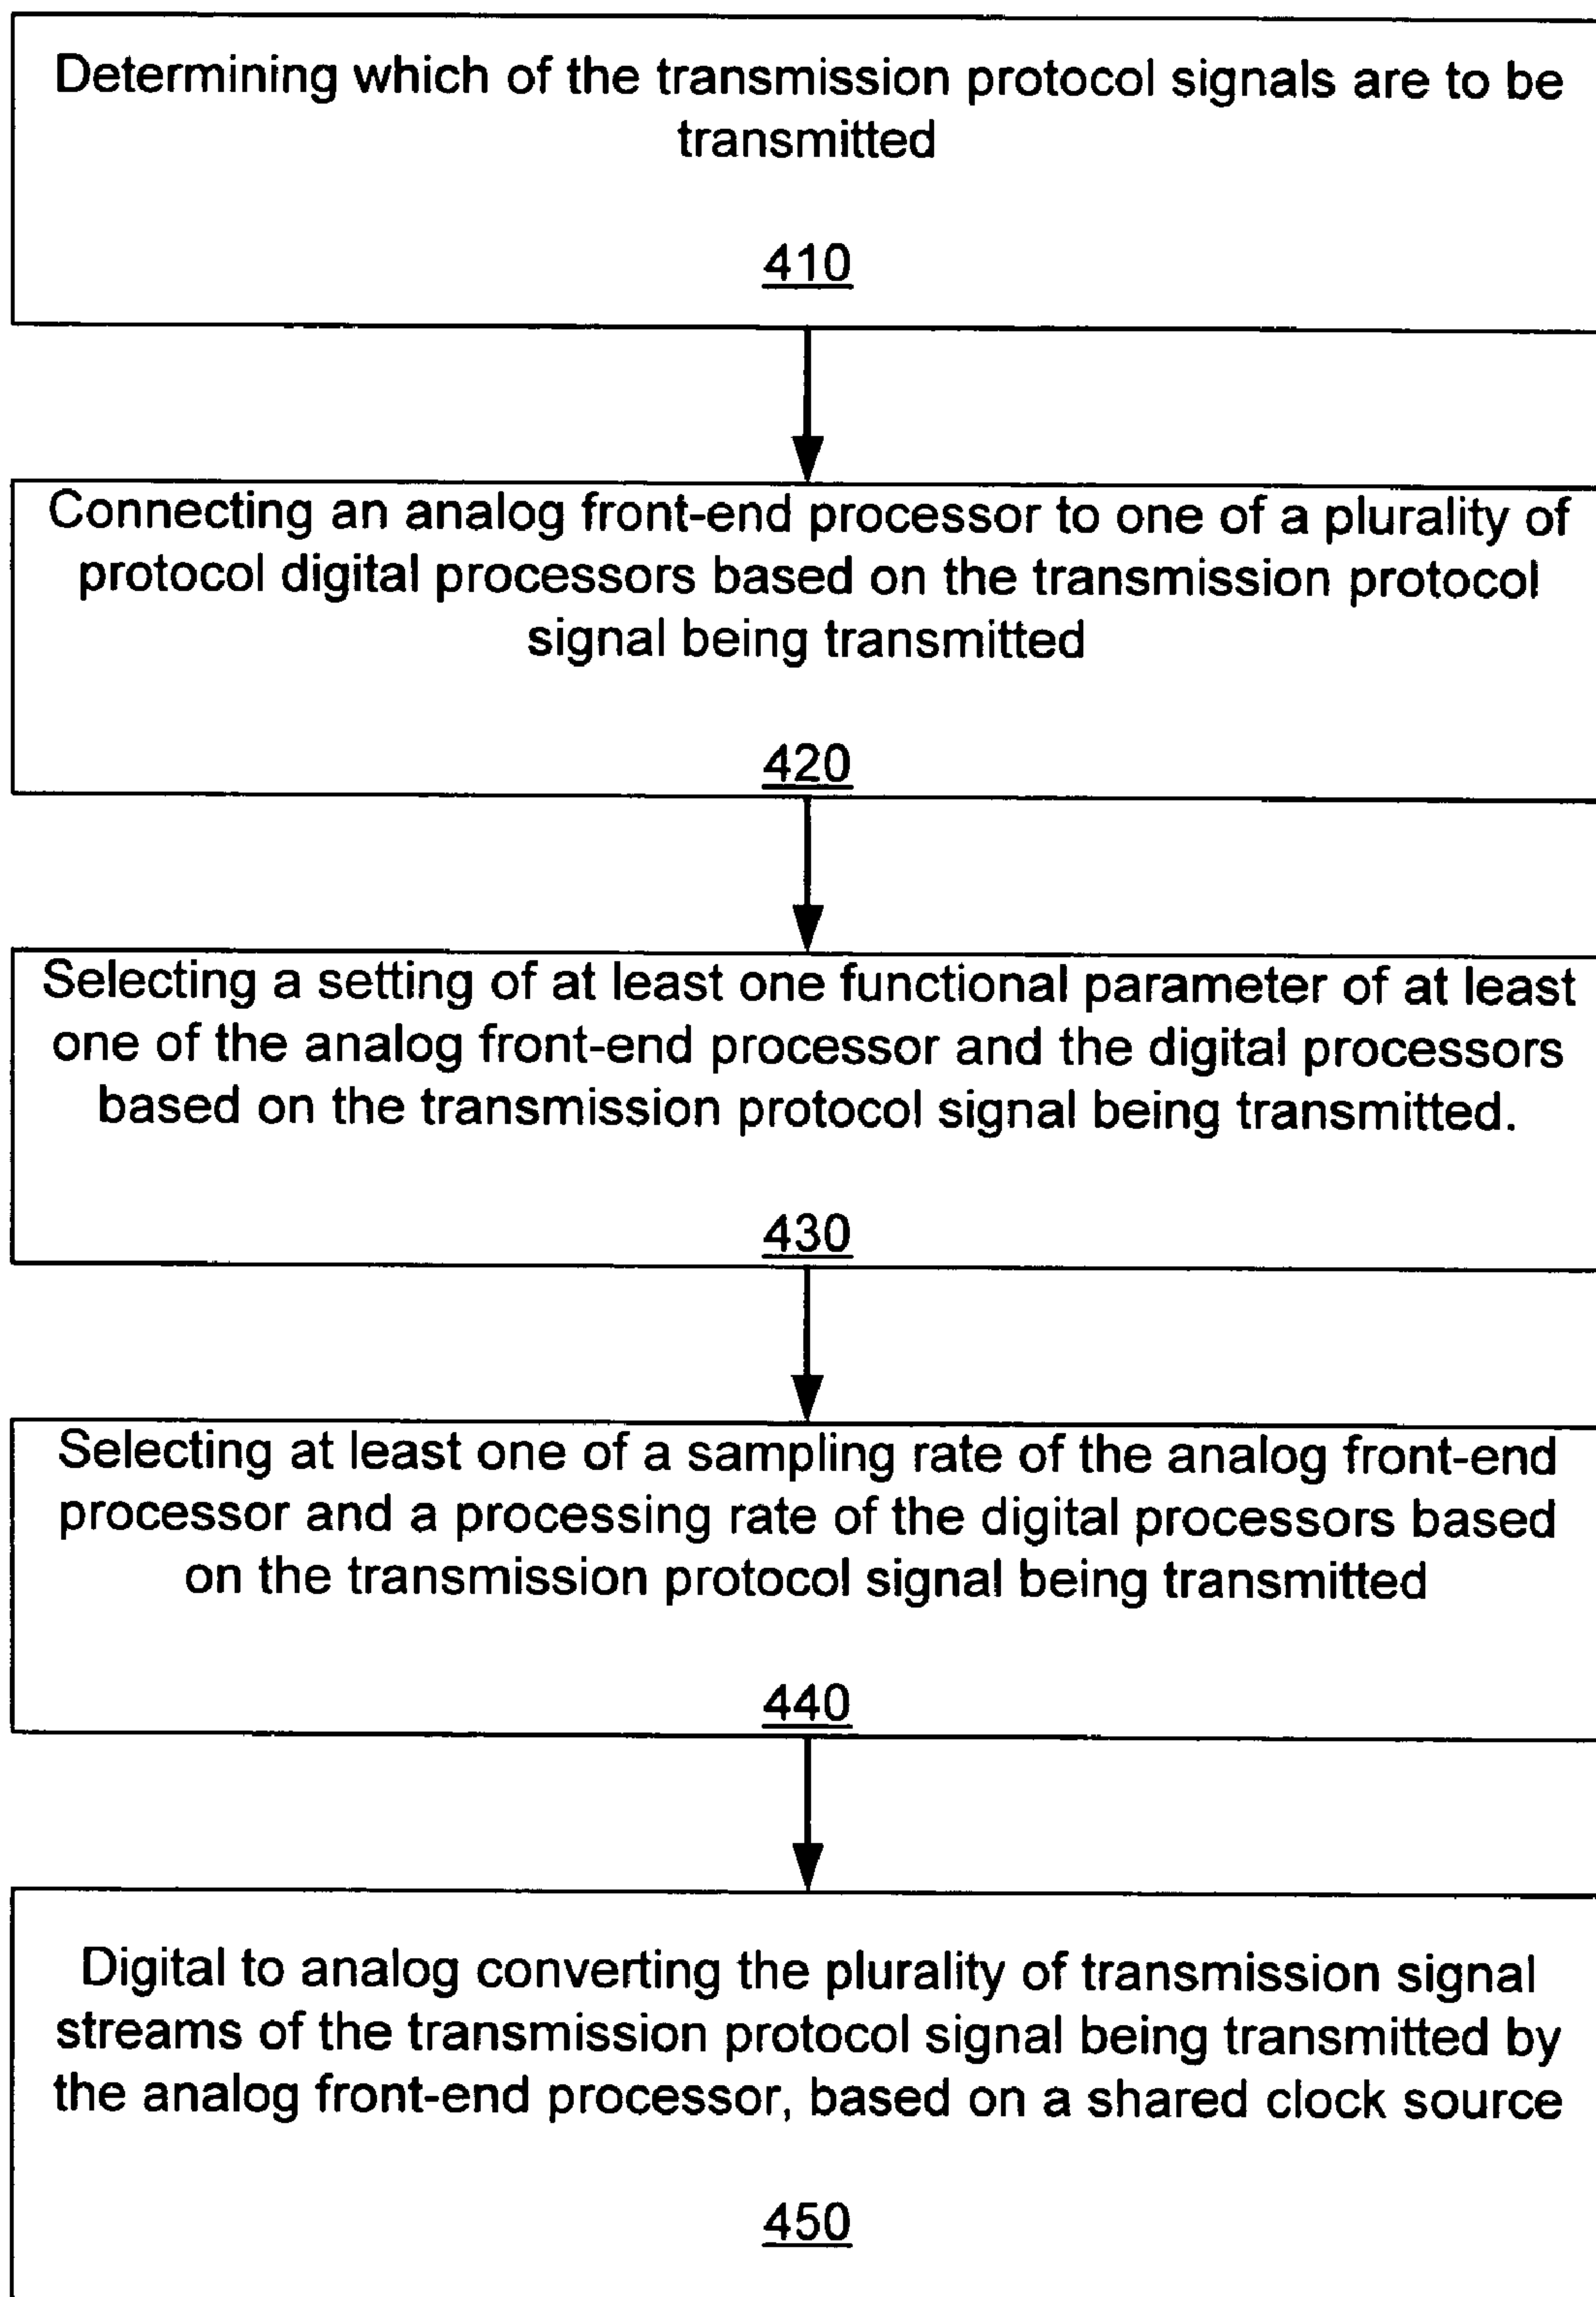 Determining which of the transmission protocol signals are to be
transmitted
410
Connecting an analog front-end processor to one of a plurality of
protocol digital processors based on the transmission protocol
signal being transmitted
420
Selecting a setting of at least one functional parameter of at least
one of the analog front-end processor and the digital processors
based on the transmission protocol signal being transmitted.
430
Selecting at least one of a sampling rate of the analog front-end
processor and a processing rate of the digital processors based
on the transmission protocol signal being transmitted
440
Digital to analog converting the plurality of transmission signal
streams of the transmission protocol signal being transmitted by
the analog front-end processor, based on a shared clock source
450